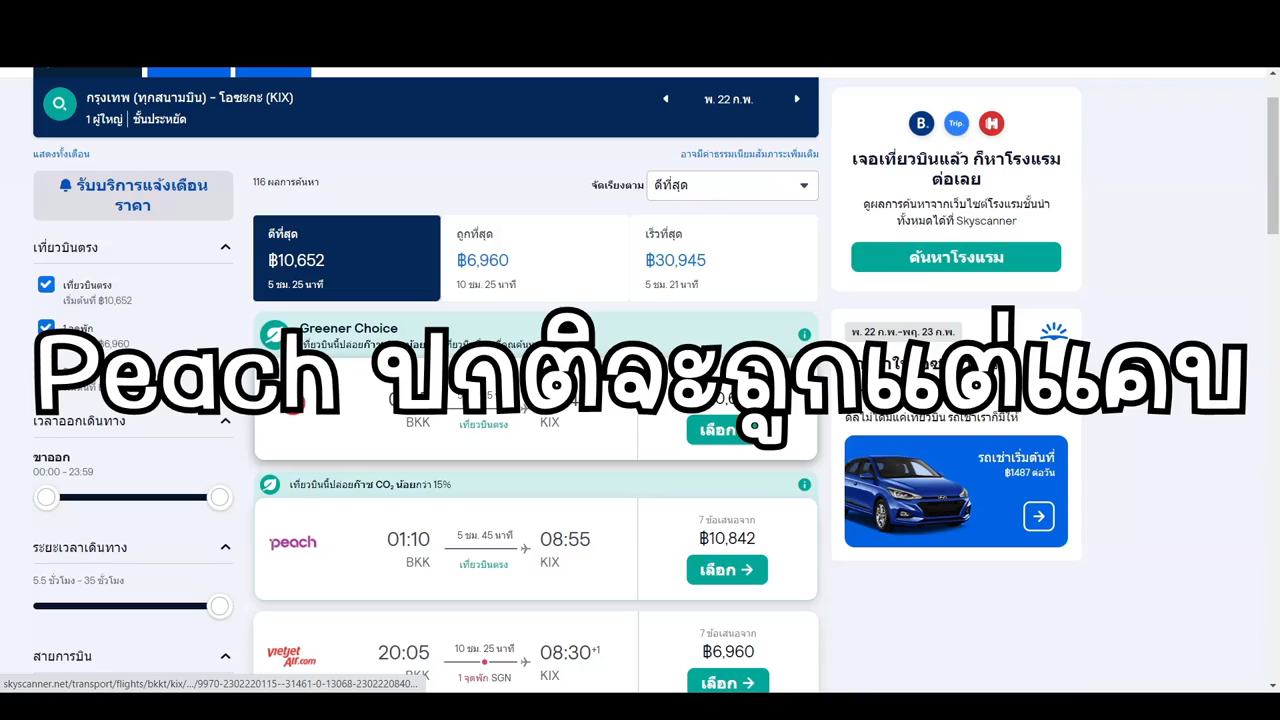 กรุงเทพ (ทุกสนามบิน) - โอซะกะ (KIX)
1 ผู้ใหญ่ | ชั้นประหยัด
พ. 22 ก.พ.
แสดงทั้งเดือน
อาจมีค่าธรรมเนียมสัมภาระเพิ่มเติม
รับบริการแจ้งเตือน
ราคา
116 ผลการค้นหา
จัดเรียงตาม
ดีที่สุด
ดีที่สุด
฿10,652
5 ชม. 25 นาที
ถูกที่สุด
฿6,960
10 ชม. 25 นาที
เร็วที่สุด
฿30,945
5 ชม. 21 นาที
เที่ยวบินตรง
เที่ยวบินตรง
เริ่มต้นที่ ฿10,652
Greener Choice
Peach ปกติจะถูกแต่แคบ
BKK
เที่ยวบินตรง
KIX
เลือก
เวลาออกเดินทาง
ขาออก
00:00 - 23:59
ระยะเวลาเดินทาง
5.5 ชั่วโมง - 35 ชั่วโมง
สายการบิน
เที่ยวบินนี้ปล่อยก๊าซ CO₂ น้อยกว่า 15%
peach
01:10
BKK
5 ชม. 45 นาที
เที่ยวบินตรง
08:55
KIX
7 ข้อเสนอจาก
฿10,842
เลือก →
vietjet Air.com
20:05
10 ชม. 25 นาที
1 จุดพัก SGN
08:30+1
KIX
7 ข้อเสนอจาก
฿6,960
เลือก →
B.
Trip.
H
เจอเที่ยวบินแล้ว ก็หาโรงแรม
ต่อเลย
ดูผลการค้นหาจากเว็บไซต์โรงแรมชั้นนำ
ทั้งหมดได้ที่ Skyscanner
ค้นหาโรงแรม
พ. 22 ก.พ.-พฤ. 23 ก.พ.
รถเช่าเริ่มต้นที่
฿1487 ต่อวัน
skyscanner.net/transport/flights/bkkt/kix/.../9970-2302220115--31461-0-13068-2302220840...